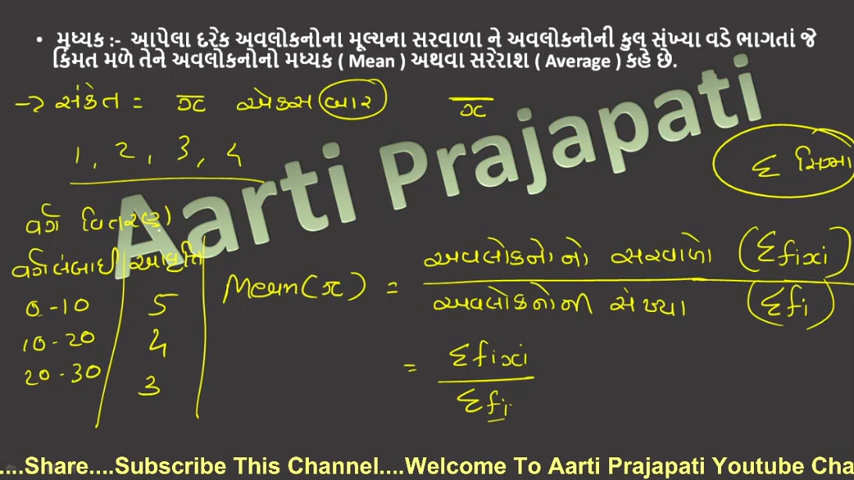 • મધ્યક :- આપેલા દરેક અવલોકનોના મૂલ્યના સરવાળા ને અવલોકનોની કુલ સંખ્યા વડે ભાગતાં જે
કિંમત મળે તેને અવલોકનોનો મધ્યક ( Mean ) અથવા સરેરાશ ( Average ) કહે છે.
→ સંકેત = x̄ એક્સ બાર x̄
1, 2, 3, 4
Σ સિગ્મા
Aarti Prajapati
વર્ગ વિતરણ
વર્ગલંબાઈ આવૃત્તિ
0-10 5
10-20 4
20-30 3
Mean(x̄) = અવલોકનોનો સરવાળો (Σfixi)
અવલોકનોની સંખ્યા (Σfi)
= Σfixi
Σfi
....Share....Subscribe This Channel....Welcome To Aarti Prajapati Youtube Cha